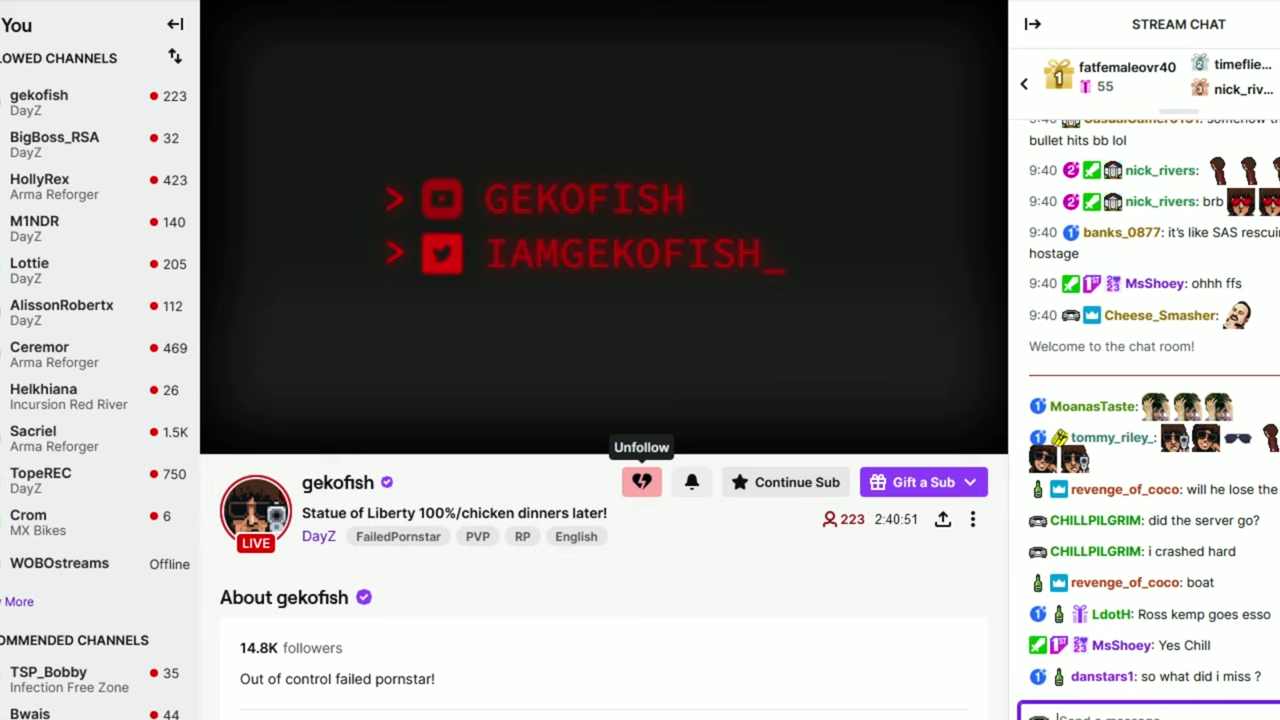 You
LOWED CHANNELS
gekofish
223
DayZ
BigBoss_RSA
32
DayZ
HollyRex
423
Arma Reforger
M1NDR
140
DayZ
Lottie
205
DayZ
AlissonRobertx
112
DayZ
Ceremor
469
Arma Reforger
Helkhiana
26
Incursion Red River
Sacriel
1.5K
Arma Reforger
TopeREC
750
DayZ
Crom
6
MX Bikes
WOBOstreams
Offline
More
OMMENDED CHANNELS
TSP_Bobby
35
Infection Free Zone
Bwais
44
> GEKOFISH
> IAMGEKOFISH_
Unfollow
gekofish
Continue Sub
Gift a Sub
Statue of Liberty 100%/chicken dinners later!
223 2:40:51
LIVE
DayZ FailedPornstar PVP RP English
About gekofish
14.8K followers
Out of control failed pornstar!
STREAM CHAT
1 fatfemaleovr40
55
2 timeflie...
3 nick_riv...
bullet hits bb lol
9:40 nick_rivers:
9:40 nick_rivers: brb
9:40 banks_0877: it's like SAS rescuin
hostage
9:40 MsShoey: ohhh ffs
9:40 Cheese_Smasher:
Welcome to the chat room!
MoanasTaste:
tommy_riley_:
revenge_of_coco: will he lose the
CHILLPILGRIM: did the server go?
CHILLPILGRIM: i crashed hard
revenge_of_coco: boat
LdotH: Ross kemp goes esso
MsShoey: Yes Chill
danstars1: so what did i miss ?